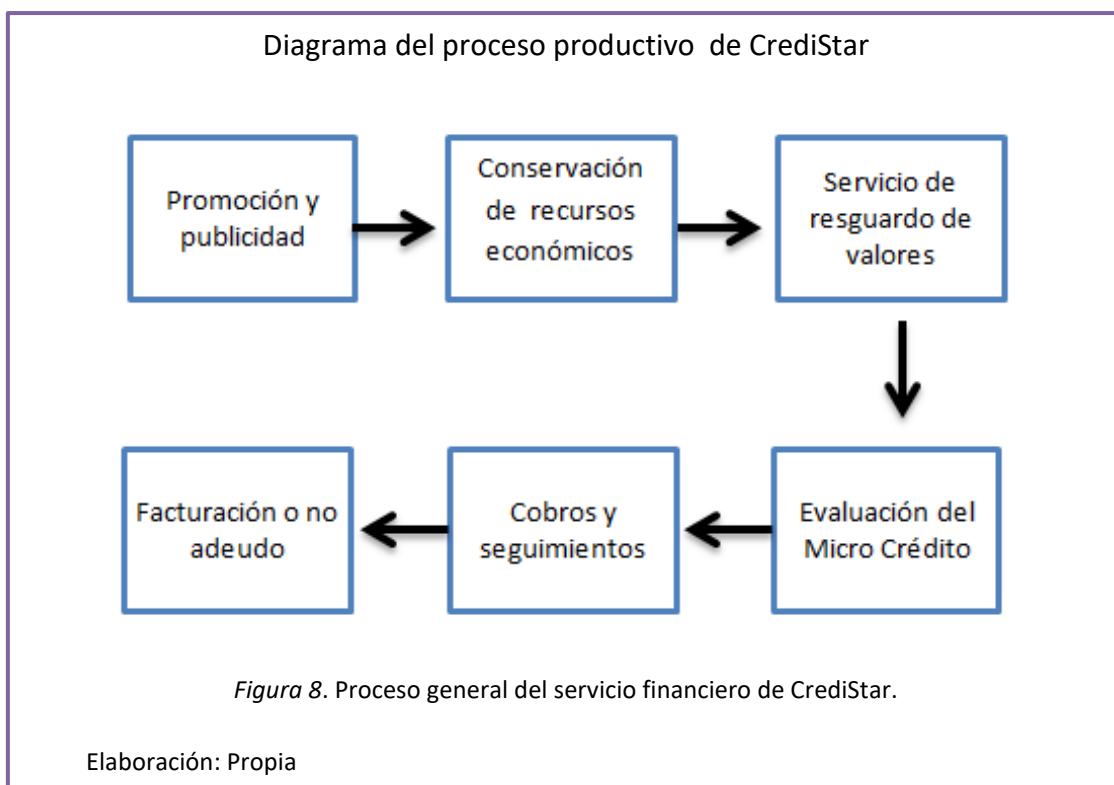 Diagrama del proceso productivo de CrediStar
Promoción y
publicidad
Conservación
de recursos
económicos
Servicio de
resguardo de
valores
Evaluación del
Micro Crédito
Cobros y
seguimientos
Facturación o no
adeudo
Figura 8. Proceso general del servicio financiero de CrediStar.
Elaboración: Propia